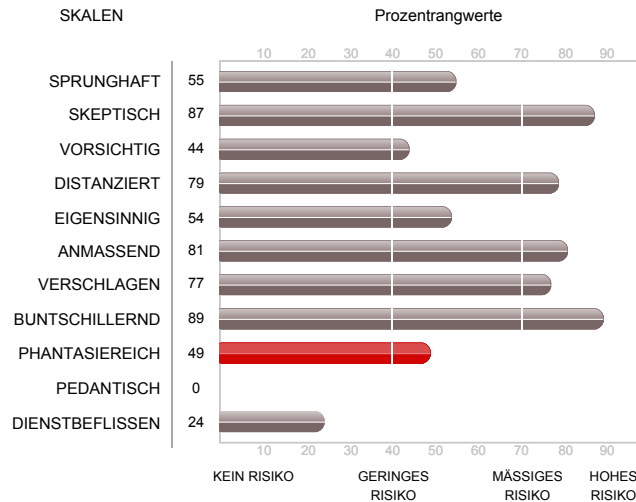 SKALEN Prozentrangwerte
10 20 30 40 50 60 70 80 90
SPRUNGHAFT 55
SKEPTISCH 87
VORSICHTIG 44
DISTANZIERT 79
EIGENSINNIG 54
ANMASSEND 81
VERSCHLAGEN 77
BUNTSCHILLERND 89
PHANTASIEREICH 49
PEDANTISCH 0
DIENSTBEFLISSEN 24
10 20 30 40 50 60 70 80 90
KEIN RISIKO GERINGES MÄSSIGES HOHES
RISIKO RISIKO RISIKO